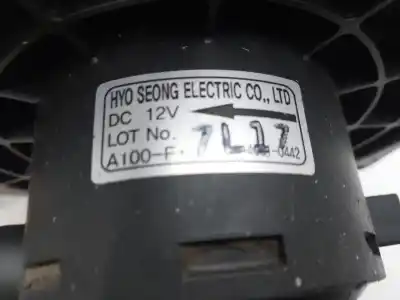 HYO SEONG ELECTRIC CO., LTD
DC 12V
LOT No. 7L17
A100-F